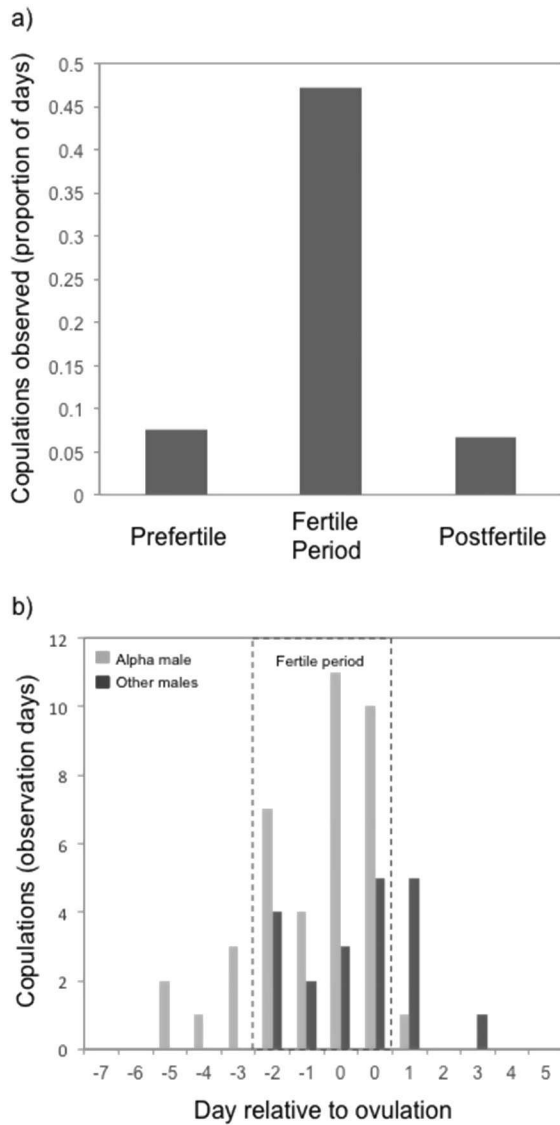 a)
Copulations observed (proportion of days)
0.5
0.45
0.4
0.35
0.3
0.25
0.2
0.15
0.1
0.05
0
Prefertile
Fertile
Period
Postfertile
b)
Copulations (observation days)
12
10
8
6
4
2
0
Alpha male
Other males
Fertile period
-7 -6 -5 -4 -3 -2 -1 0 0 1 2 3 4 5
Day relative to ovulation